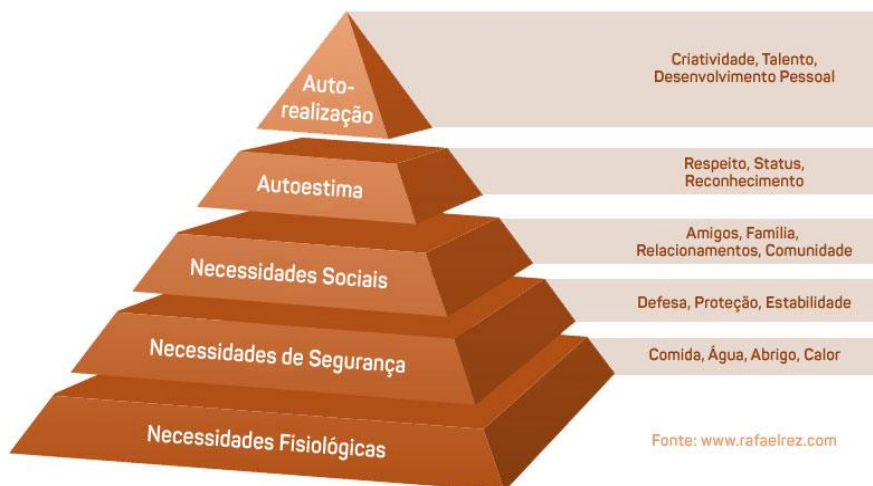 Auto-
realização
Criatividade, Talento,
Desenvolvimento Pessoal
Autoestima
Respeito, Status,
Reconhecimento
Necessidades Sociais
Amigos, Família,
Relacionamentos, Comunidade
Necessidades de Segurança
Defesa, Proteção, Estabilidade
Necessidades Fisiológicas
Comida, Água, Abrigo, Calor
Fonte: www.rafaelrez.com